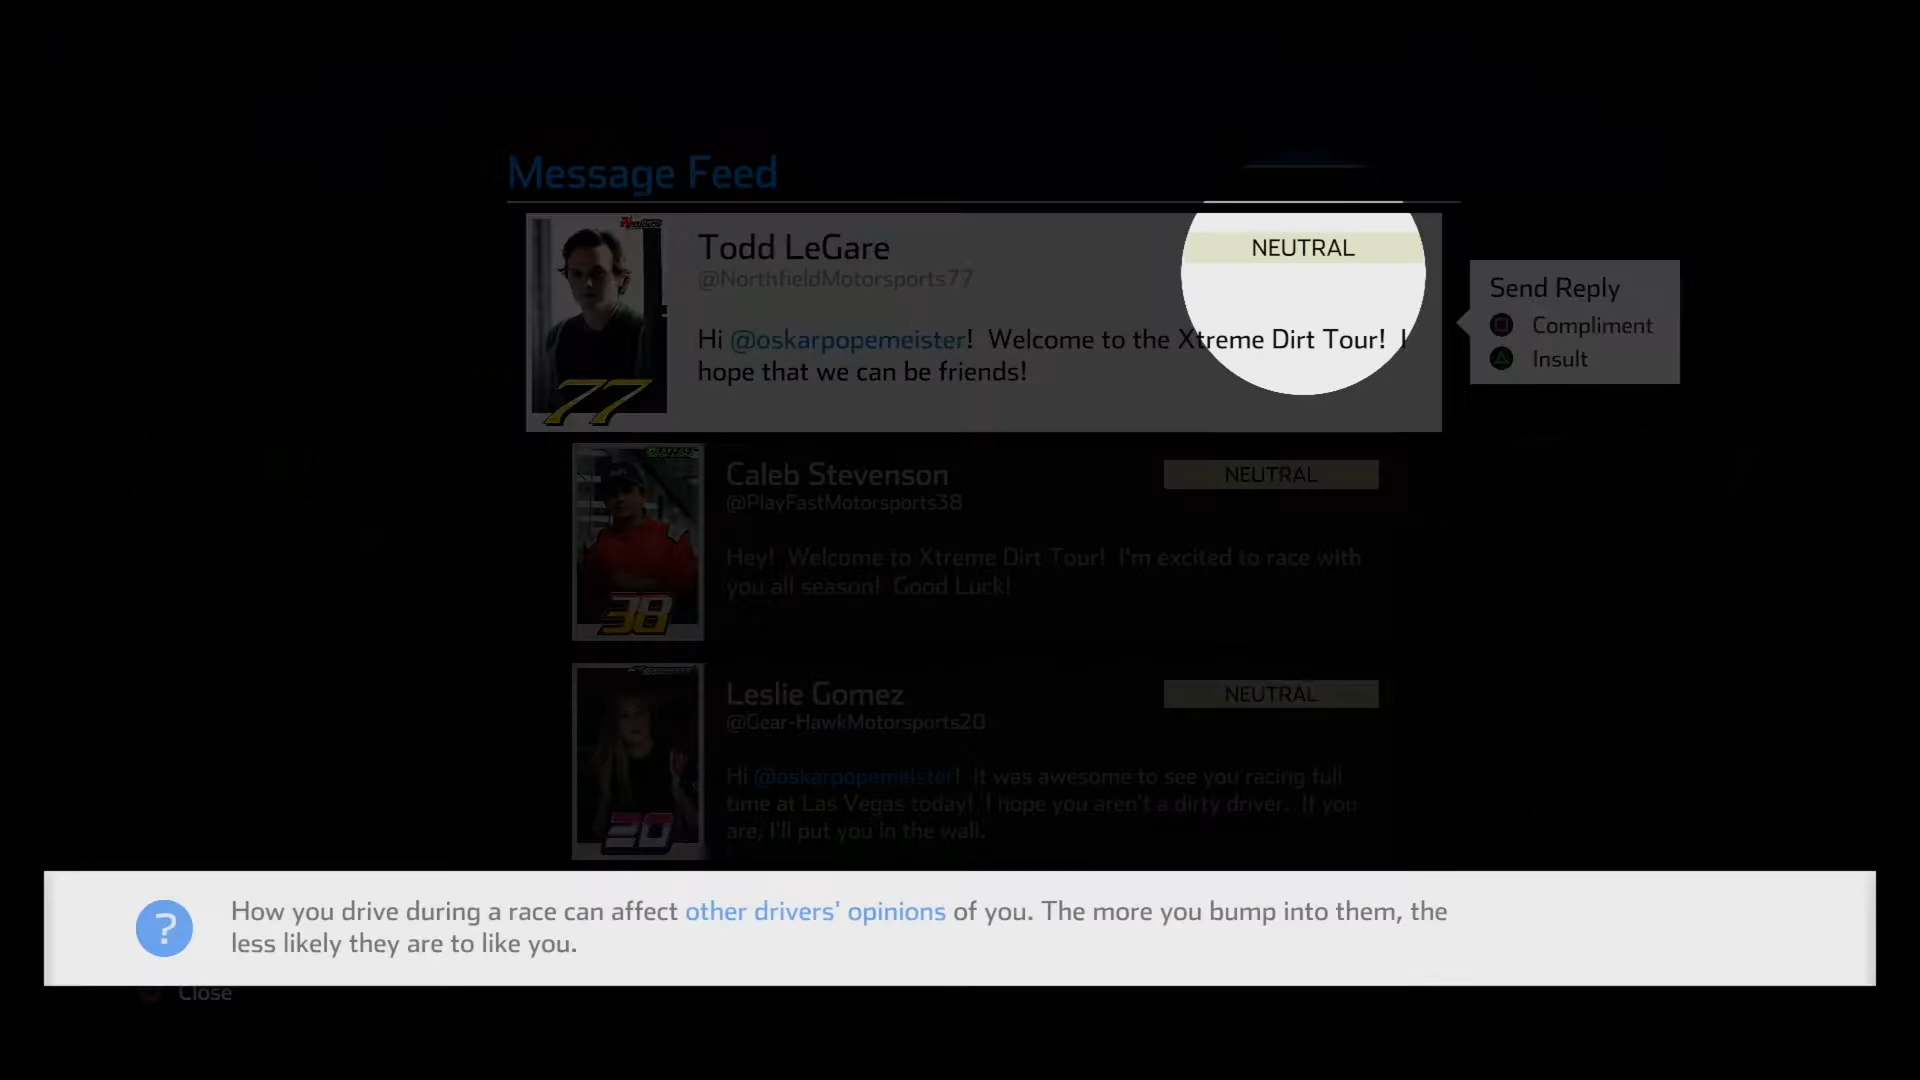 Message Feed
Todd LeGare
NEUTRAL
@NorthfieldMotorsports77
Hi @oskarpopemeister! Welcome to the Xtreme Dirt Tour! I
hope that we can be friends!
77
Send Reply
Compliment
Insult
Caleb Stevenson
NEUTRAL
@PlayFastMotorsports38
Hey! Welcome to Xtreme Dirt Tour! I'm excited to race with
you all season! Good Luck!
38
Leslie Gomez
NEUTRAL
@Gear-HawkMotorsports20
Hi @oskarpopemeister! It was awesome to see you racing full
time at Las Vegas today! I hope you aren't a dirty driver. If you
are, I'll put you in the wall.
20
? How you drive during a race can affect other drivers' opinions of you. The more you bump into them, the
less likely they are to like you.
Close